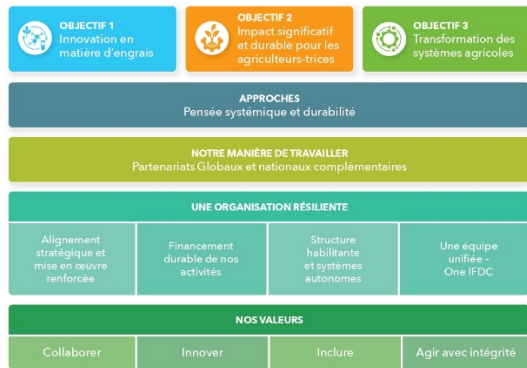 OBJECTIF 1
Innovation en
matière d'engrais
OBJECTIF 2
Impact significatif
et durable pour les
agriculteurs-trices
OBJECTIF 3
Transformation des
systèmes agricoles
APPROCHES
Pensée systémique et durabilité
NOTRE MANIÈRE DE TRAVAILLER
Partenariats Globaux et nationaux complémentaires
UNE ORGANISATION RÉSILIENTE
Alignement
stratégique et
mise en œuvre
renforcée
Financement
durable de nos
activités
Structure
habilitante
et systèmes
autonomes
Une équipe
unifiée –
One IFDC
NOS VALEURS
Collaborer
Innover
Inclure
Agir avec intégrité